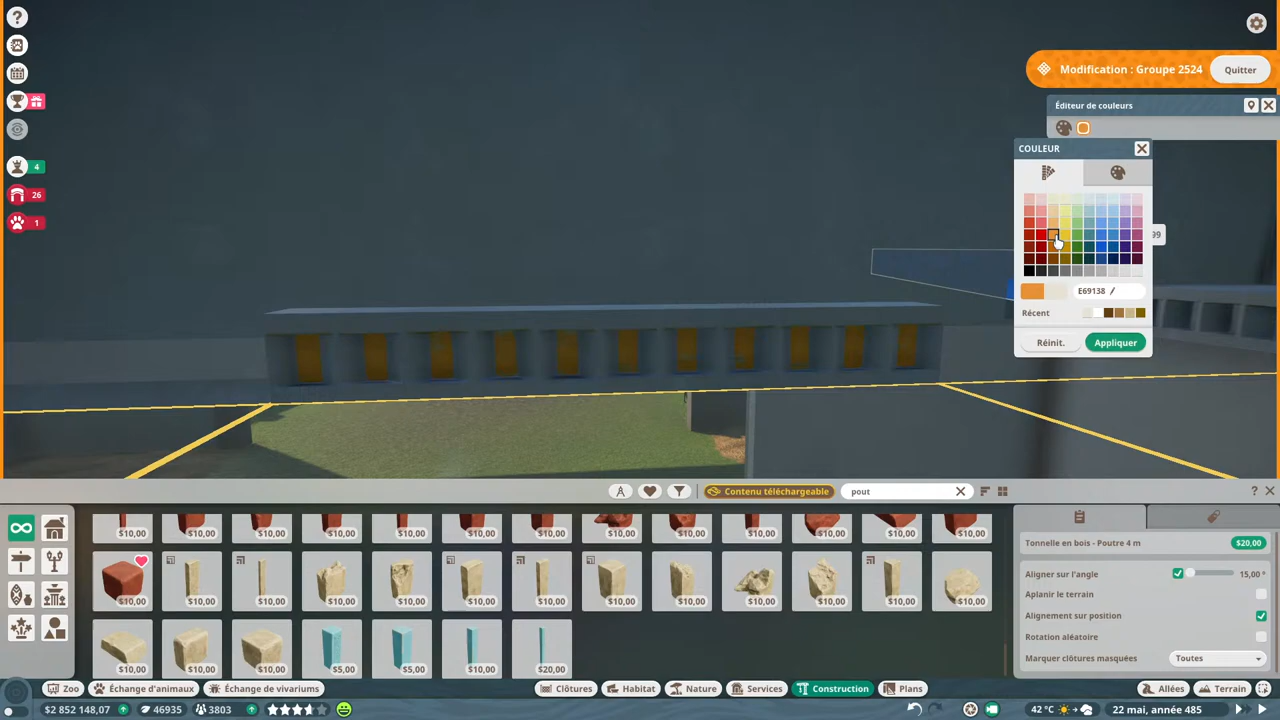 ?
Modification : Groupe 2524
Quitter
Éditeur de couleurs
COULEUR
4
26
1
99
E69138
Récent
Réinit.
Appliquer
Contenu téléchargeable
pout
?
$10,00 $10,00 $10,00 $10,00 $10,00 $10,00 $10,00 $10,00 $10,00 $10,00 $10,00 $10,00 $10,00
$10,00 $10,00 $10,00 $10,00 $10,00 $10,00 $10,00 $10,00 $10,00 $10,00 $10,00 $10,00 $10,00
$10,00 $10,00 $10,00 $5,00 $5,00 $10,00 $20,00
Tonnelle en bois - Poutre 4 m
$20,00
Aligner sur l'angle
15,00 °
Aplanir le terrain
Alignement sur position
Rotation aléatoire
Marquer clôtures masquées
Toutes
Zoo
Échange d'animaux
Échange de vivariums
Clôtures
Habitat
Nature
Services
Construction
Plans
Allées
Terrain
$2 852 148,07
46935
3803
42 °C
22 mai, année 485